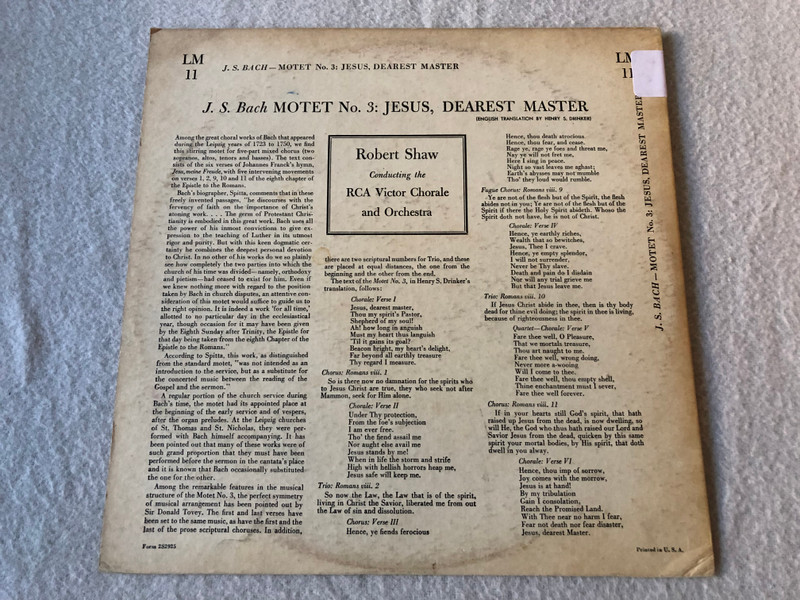 LM
11
J. S. BACH — MOTET No. 3: JESUS, DEAREST MASTER
LM
11
J. S. Bach MOTET No. 3: JESUS, DEAREST MASTER
(ENGLISH TRANSLATION BY HENRY S. DRINKER)
Among the great choral works of Bach that appeared
during the Leipzig years of 1723 to 1750, we find
this stirring motet for five-part mixed chorus (two
sopranos, altos, tenors and basses). The text con-
sists of the six verses of Johannes Franck's hymn,
Jesu, meine Freude, with five intervening movements
on verses 1, 2, 9, 10 and 11 of the eighth chapter of
the Epistle to the Romans.
Bach's biographer, Spitta, comments that in these
freely invented passages, "he discourses with the
fervency of faith on the importance of Christ's
atoning work. . . . The germ of Protestant Chris-
tianity is embodied in this great work. Bach uses all
the power of his inmost convictions to give ex-
pression to the teaching of Luther in its utmost
rigor and purity. But with this keen dogmatic cer-
tainty he combines the deepest personal devotion
to Christ. In no other of his works do we so plainly
see how completely the two parties into which the
church of his time was divided—namely, orthodoxy
and pietism—had ceased to exist for him. Even if
we knew nothing more with regard to the position
taken by Bach in church disputes, an attentive con-
sideration of this motet would suffice to guide us to
the right opinion. It is indeed a work 'for all time,'
allotted to no particular day in the ecclesiastical
year, though occasion for it may have been given
by the Eighth Sunday after Trinity, the Epistle for
that day being taken from the eighth Chapter of the
Epistle to the Romans."
According to Spitta, this work, as distinguished
from the standard motet, "was not intended as an
introduction to the service, but as a substitute for
the concerted music between the reading of the
Gospel and the sermon."
A regular portion of the church service during
Bach's time, the motet had its appointed place at
the beginning of the early service and of vespers,
after the organ preludes. At the Leipzig churches
of St. Thomas and St. Nicholas, they were per-
formed with Bach himself accompanying. It has
been pointed out that many of these works were of
such grand proportion that they must have been
performed before the sermon in the cantata's place
and it is known that Bach occasionally substituted
the one for the other.
Among the remarkable features in the musical
structure of the Motet No. 3, the perfect symmetry
of musical arrangement has been pointed out by
Sir Donald Tovey. The first and last verses have
been set to the same music, as have the first and the
last of the prose scriptural choruses. In addition,
Form 2S2925
Robert Shaw
Conducting the
RCA Victor Chorale
and Orchestra
there are two scriptural numbers for Trio, and these
are placed at equal distances, the one from the
beginning and the other from the end.
The text of the Motet No. 3, in Henry S. Drinker's
translation, follows:
Chorale: Verse I
Jesus, dearest master,
Thou my spirit's Pastor,
Shepherd of my soul!
Ah! how long in anguish
Must my heart thus languish
'Til it gains its goal?
Beacon bright, my heart's delight,
Far beyond all earthly treasure
Thy regard I measure.
Chorus: Romans viii. 1
So is there now no damnation for the spirits who
to Jesus Christ are true, they who seek not after
Mammon, seek for Him alone.
Chorale: Verse II
Under Thy protection,
From the foe's subjection
I am ever free.
Tho' the fiend assail me
Nor aught else avail me
Jesus stands by me!
When in life the storm and strife
High with hellish horrors heap me,
Jesus safe will keep me.
Trio: Romans viii. 2
So now the Law, the Law that is of the spirit,
living in Christ the Savior, liberated me from out
the Law of sin and dissolution.
Chorus: Verse III
Hence, ye fiends ferocious
Hence, thou death atrocious.
Hence, thou fear, and cease.
Rage ye, rage ye foes and threat me,
Nay ye will not fret me,
Here I sing in peace.
Night so vast leaves me aghast;
Earth's abysses may not mumble
Tho' they loud would rumble.
Fugue Chorus: Romans viii. 9
Ye are not of the flesh but of the Spirit, the flesh
abides not in you; Ye are not of the flesh but of the
Spirit if there the Holy Spirit abideth. Whoso the
Spirit doth not have, he is not of Christ.
Chorale: Verse IV
Hence, ye earthly riches,
Wealth that so bewitches,
Jesus, Thee I crave.
Hence, ye empty splendor,
I will not surrender,
Never be Thy slave.
Death and pain do I disdain
Nor will any trial grieve me
But that Jesus leave me.
Trio: Romans viii. 10
If Jesus Christ abide in thee, then is thy body
dead for thine evil doing; the spirit in thee is living,
because of righteousness in thee.
Quartet—Chorale: Verse V
Fare thee well, O Pleasure,
That we mortals treasure,
Thou art naught to me.
Fare thee well, wrong doing,
Never more a-wooing
Will I come to thee.
Fare thee well, thou empty shell,
Thine enchantment must I sever,
Fare thee well forever.
Chorus: Romans viii. 11
If in your hearts still God's spirit, that hath
raised up Jesus from the dead, is now dwelling, so
will He, the God who thus hath raised our Lord and
Savior Jesus from the dead, quicken by this same
spirit your mortal bodies, by His spirit, that doth
dwell in you alway.
Chorale: Verse VI
Hence, thou imp of sorrow,
Joy comes with the morrow,
Jesus is at hand!
By my tribulation
Gain I consolation,
Reach the Promised Land.
With Thee near no harm I fear,
Fear not death nor fear disaster,
Jesus, dearest Master.
Printed in U. S. A.
J. S. BACH — MOTET No. 3: JESUS, DEAREST MASTER